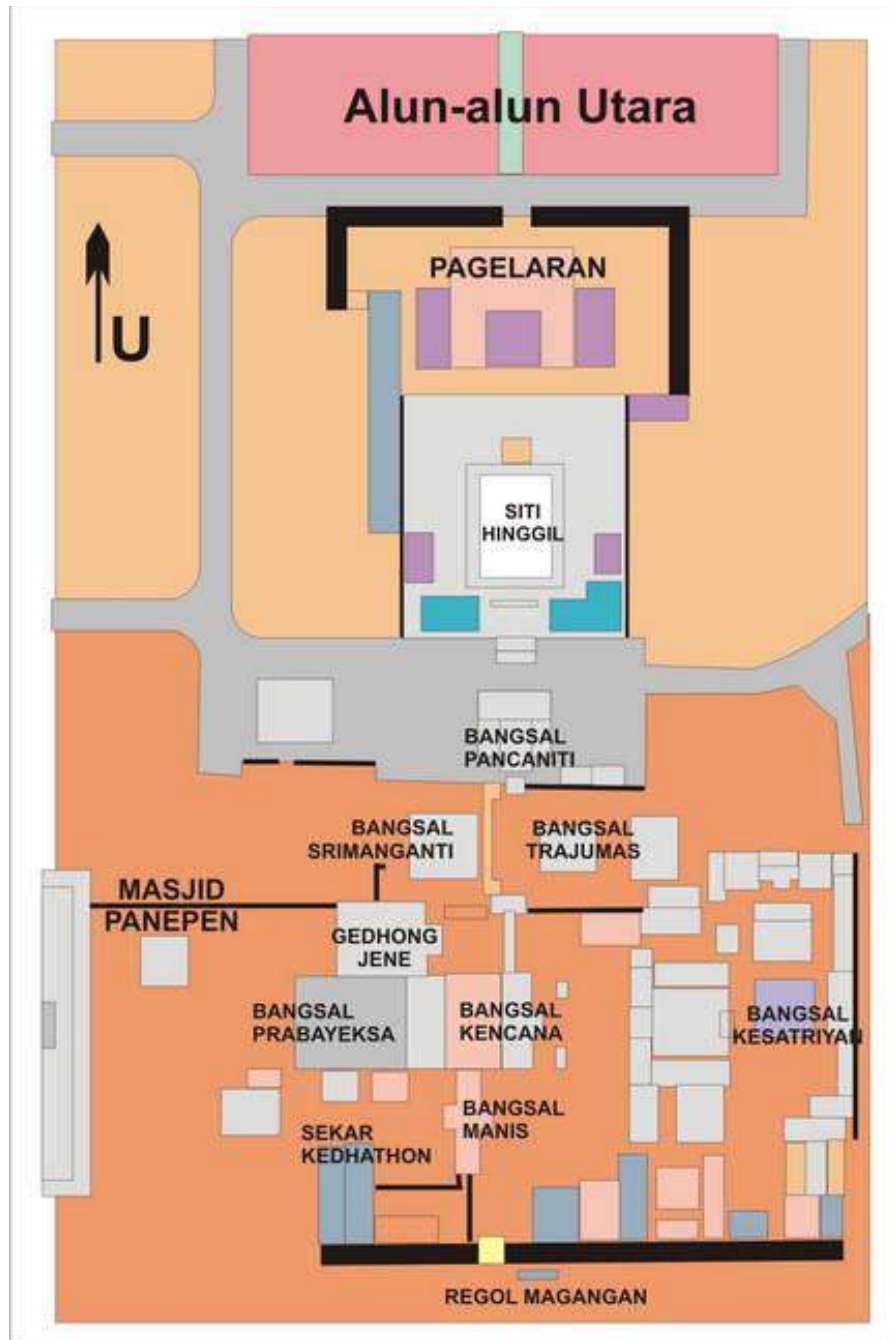 Alun-alun Utara
PAGELARAN
U
SITI
HINGGIL
BANGSAL
PANCANITI
BANGSAL
SRIMANGANTI
BANGSAL
TRAJUMAS
MASJID
PANEPEN
GEDHONG
JENE
BANGSAL
PRABAYEKSA
BANGSAL
KENCANA
BANGSAL
KESATRIYAN
BANGSAL
MANIS
SEKAR
KEDHATHON
REGOL MAGANGAN